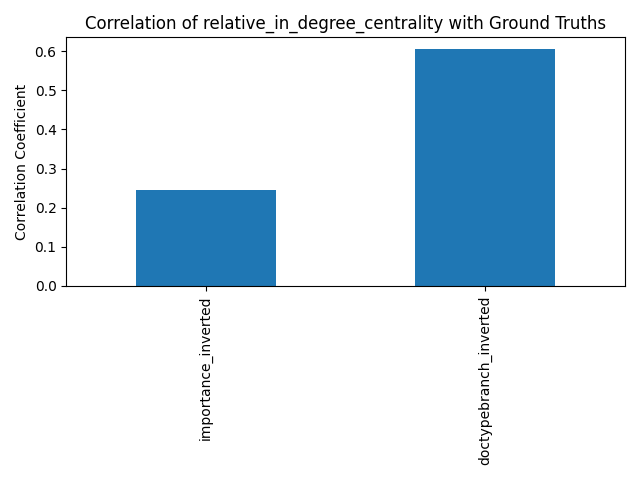 Correlation of relative_in_degree_centrality with Ground Truths
Correlation Coefficient
0.6
0.5
0.4
0.3
0.2
0.1
0.0
importance_inverted
doctypebranch_inverted